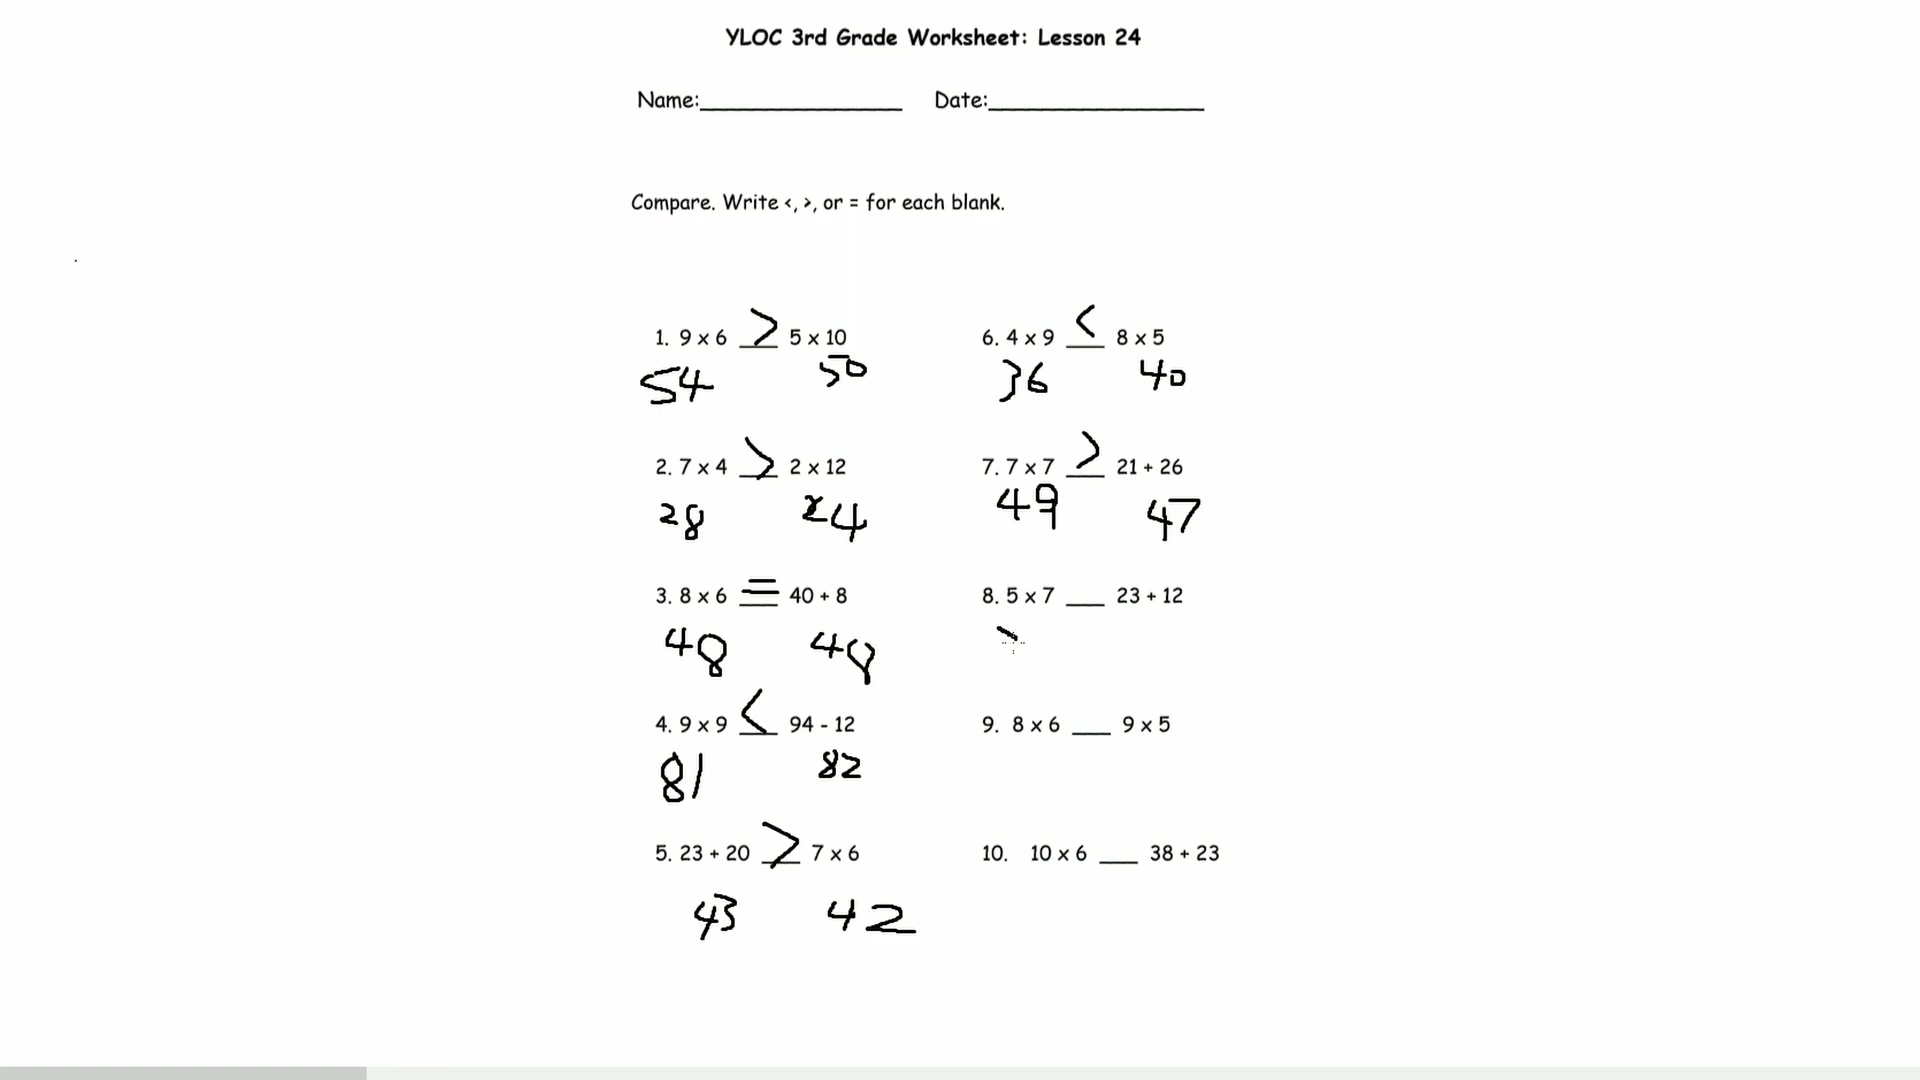 YLOC 3rd Grade Worksheet: Lesson 24
Name:_________________ Date:__________________
Compare. Write <, >, or = for each blank.
1. 9 x 6 > 5 x 10
54 50
2. 7 x 4 > 2 x 12
28 24
3. 8 x 6 = 40 + 8
48 48
4. 9 x 9 < 94 - 12
81 82
5. 23 + 20 > 7 x 6
43 42
6. 4 x 9 < 8 x 5
36 40
7. 7 x 7 > 21 + 26
49 47
8. 5 x 7 ___ 23 + 12
9. 8 x 6 ___ 9 x 5
10. 10 x 6 ___ 38 + 23